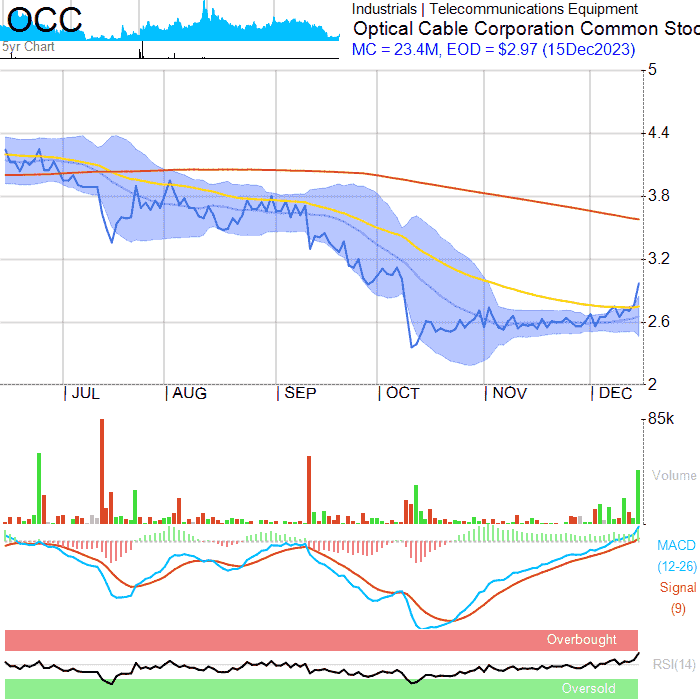 OCC
5yr Chart
Industrials | Telecommunications Equipment
Optical Cable Corporation Common Stoc
MC = 23.4M, EOD = $2.97 (15Dec2023)
5
4.4
3.8
3.2
2.6
2
JUL AUG SEP OCT NOV DEC
85k
Volume
MACD
(12-26)
Signal
(9)
Overbought
RSI(14)
Oversold